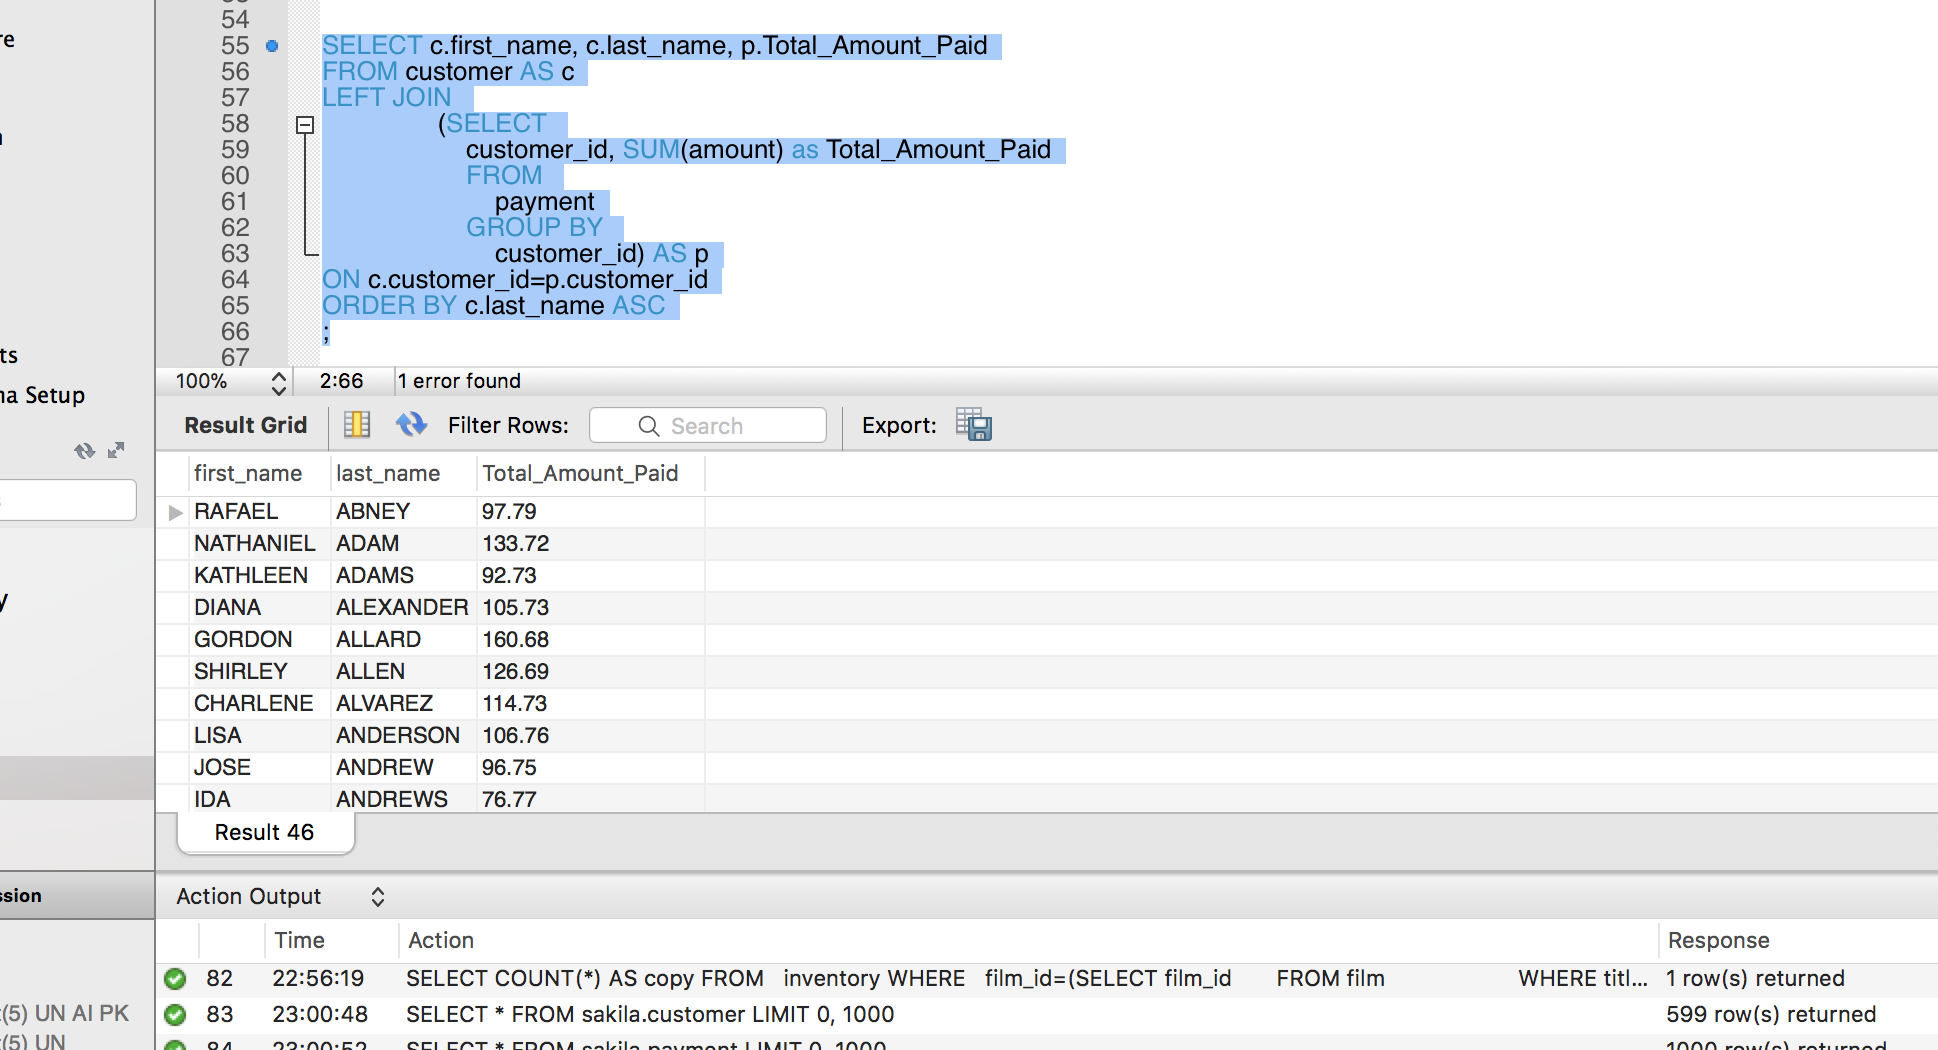 54
55 SELECT c.first_name, c.last_name, p.Total_Amount_Paid
56 FROM customer AS c
57 LEFT JOIN
58 (SELECT
59 customer_id, SUM(amount) as Total_Amount_Paid
60 FROM
61 payment
62 GROUP BY
63 customer_id) AS p
64 ON c.customer_id=p.customer_id
65 ORDER BY c.last_name ASC
66 ;
67
ts
na Setup
100% 2:66 1 error found
Result Grid Filter Rows: Search Export:
first_name last_name Total_Amount_Paid
RAFAEL ABNEY 97.79
NATHANIEL ADAM 133.72
KATHLEEN ADAMS 92.73
DIANA ALEXANDER 105.73
GORDON ALLARD 160.68
SHIRLEY ALLEN 126.69
CHARLENE ALVAREZ 114.73
LISA ANDERSON 106.76
JOSE ANDREW 96.75
IDA ANDREWS 76.77
Result 46
ssion
Action Output
Time Action Response
82 22:56:19 SELECT COUNT(*) AS copy FROM inventory WHERE film_id=(SELECT film_id FROM film WHERE titl... 1 row(s) returned
83 23:00:48 SELECT * FROM sakila.customer LIMIT 0, 1000 599 row(s) returned
84 23:00:52 SELECT * FROM sakila.payment LIMIT 0, 1000 1000 row(s) returned
(5) UN AI PK
(5) UN